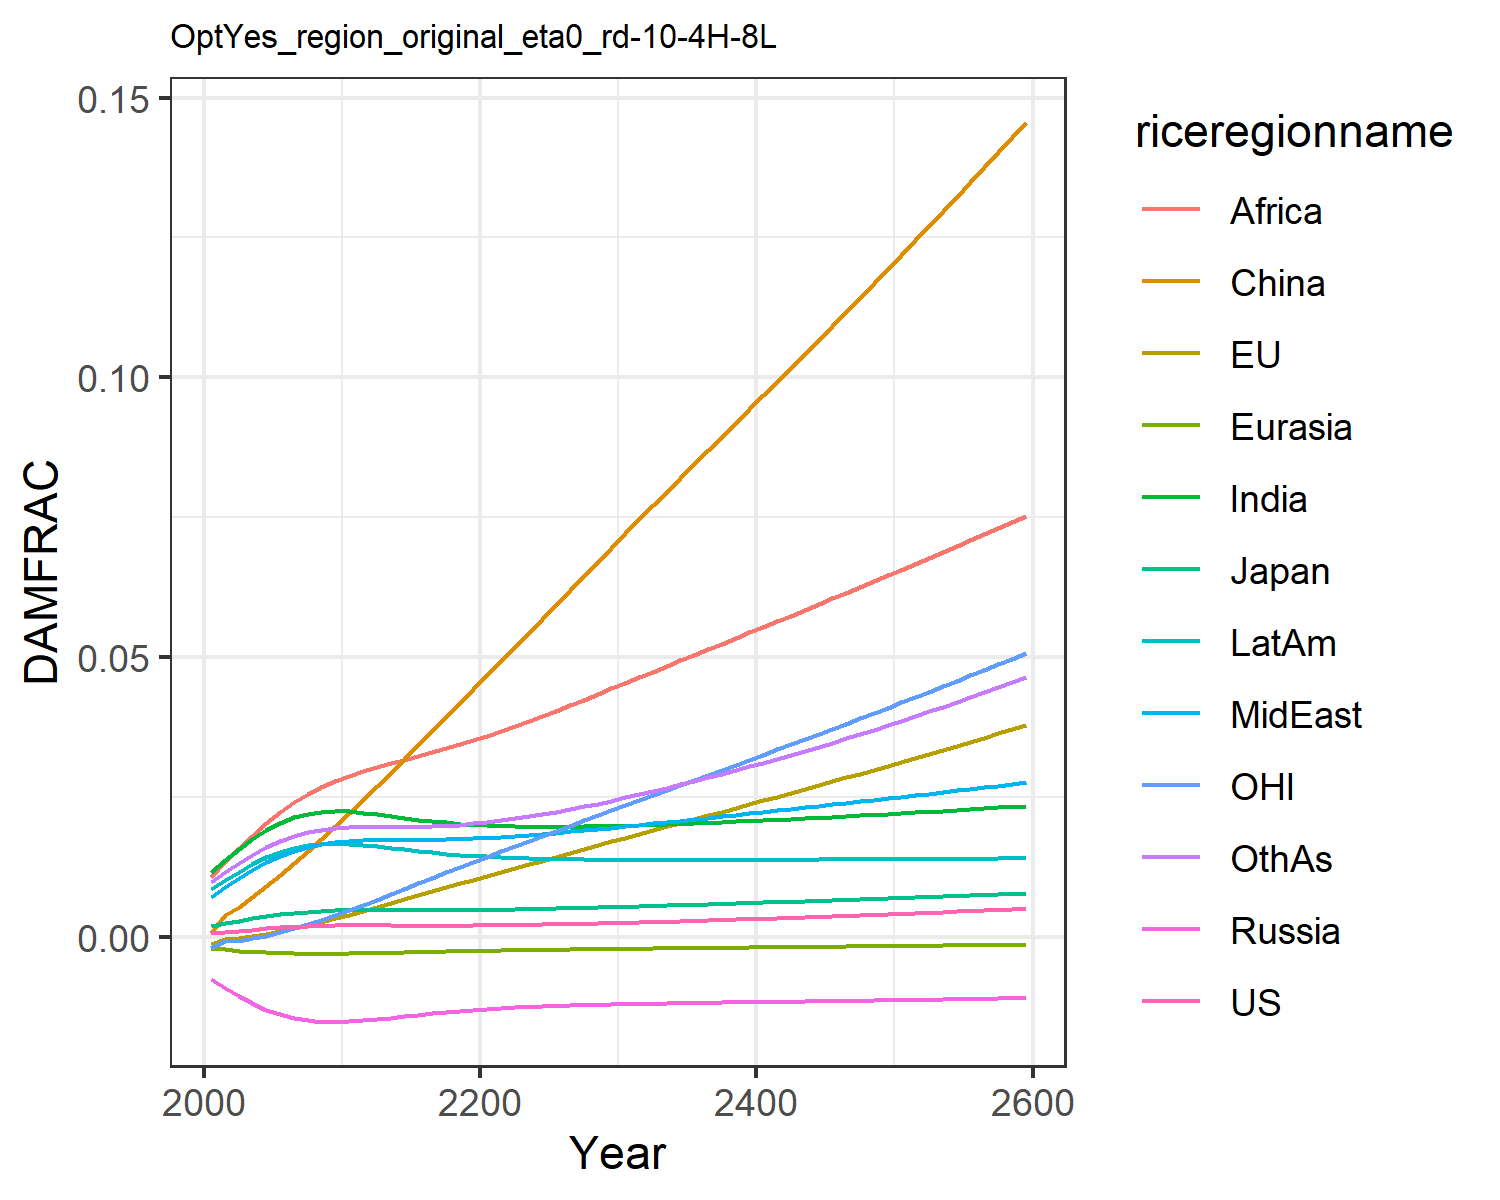 OptYes_region_original_eta0_rd-10-4H-8L
0.15
0.10
0.05
0.00
DAMFRAC
2000 2200 2400 2600
Year
riceregionname
Africa
China
EU
Eurasia
India
Japan
LatAm
MidEast
OHI
OthAs
Russia
US